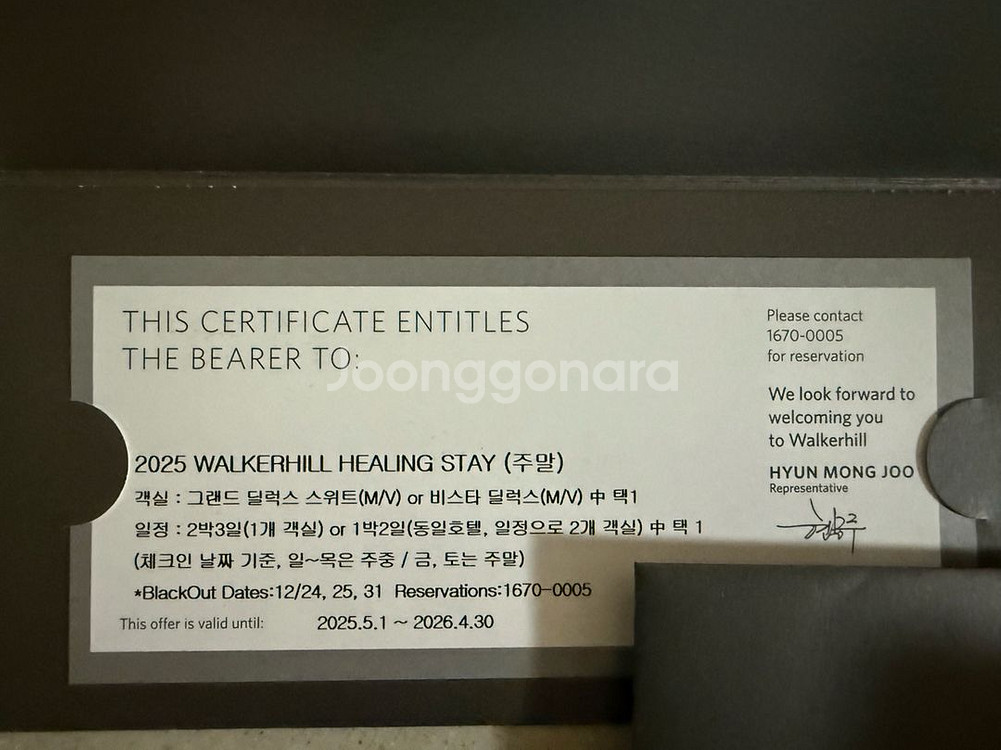 THIS CERTIFICATE ENTITLES
THE BEARER TO:
Joonggonara
2025 WALKERHILL HEALING STAY (주말)
객실 : 그랜드 딜럭스 스위트(M/V) or 비스타 딜럭스(M/V) 中 택1
일정 : 2박3일(1개 객실) or 1박2일(동일호텔, 일정으로 2개 객실) 中 택 1
(체크인 날짜 기준, 일~목은 주중 / 금, 토는 주말)
*BlackOut Dates:12/24, 25, 31 Reservations:1670-0005
This offer is valid until: 2025.5.1 ~ 2026.4.30
Please contact
1670-0005
for reservation
We look forward to
welcoming you
to Walkerhill
HYUN MONG JOO
Representative